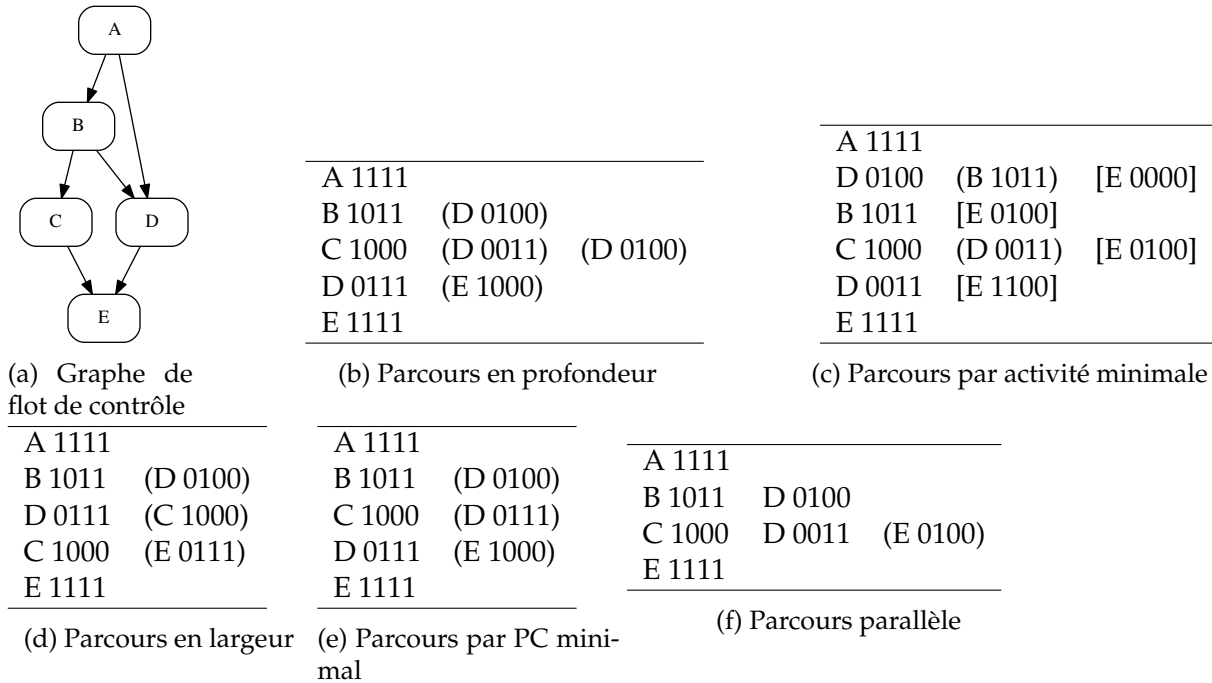 A
B
C
D
E
(a) Graphe de
flot de contrôle
A 1111
B 1011 (D 0100)
C 1000 (D 0011) (D 0100)
D 0111 (E 1000)
E 1111
(b) Parcours en profondeur
A 1111
D 0100 (B 1011) [E 0000]
B 1011 [E 0100]
C 1000 (D 0011) [E 0100]
D 0011 [E 1100]
E 1111
(c) Parcours par activité minimale
A 1111
B 1011 (D 0100)
D 0111 (C 1000)
C 1000 (E 0111)
E 1111
(d) Parcours en largeur
A 1111
B 1011 (D 0100)
C 1000 (D 0111)
D 0111 (E 1000)
E 1111
(e) Parcours par PC mini-
mal
A 1111
B 1011 D 0100
C 1000 D 0011 (E 0100)
E 1111
(f) Parcours parallèle